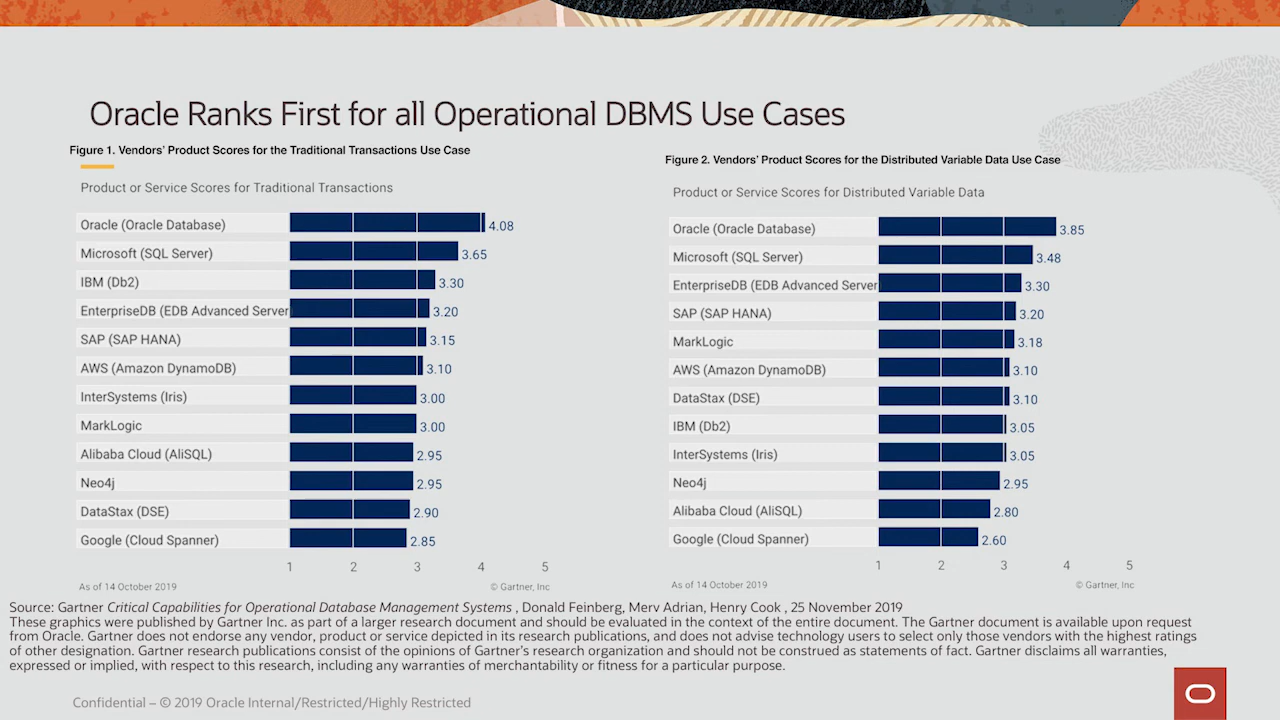 Oracle Ranks First for all Operational DBMS Use Cases
Figure 1. Vendors' Product Scores for the Traditional Transactions Use Case
Product or Service Scores for Traditional Transactions
Oracle (Oracle Database) 4.08
Microsoft (SQL Server) 3.65
IBM (Db2) 3.30
EnterpriseDB (EDB Advanced Server 3.20
SAP (SAP HANA) 3.15
AWS (Amazon DynamoDB) 3.10
InterSystems (Iris) 3.00
MarkLogic 3.00
Alibaba Cloud (AliSQL) 2.95
Neo4j 2.95
DataStax (DSE) 2.90
Google (Cloud Spanner) 2.85
1 2 3 4 5
As of 14 October 2019 © Gartner, Inc
Figure 2. Vendors' Product Scores for the Distributed Variable Data Use Case
Product or Service Scores for Distributed Variable Data
Oracle (Oracle Database) 3.85
Microsoft (SQL Server) 3.48
EnterpriseDB (EDB Advanced Server 3.30
SAP (SAP HANA) 3.20
MarkLogic 3.18
AWS (Amazon DynamoDB) 3.10
DataStax (DSE) 3.10
IBM (Db2) 3.05
InterSystems (Iris) 3.05
Neo4j 2.95
Alibaba Cloud (AliSQL) 2.80
Google (Cloud Spanner) 2.60
1 2 3 4 5
As of 14 October 2019 © Gartner, Inc
Source: Gartner Critical Capabilities for Operational Database Management Systems , Donald Feinberg, Merv Adrian, Henry Cook , 25 November 2019
These graphics were published by Gartner Inc. as part of a larger research document and should be evaluated in the context of the entire document. The Gartner document is available upon request
from Oracle. Gartner does not endorse any vendor, product or service depicted in its research publications, and does not advise technology users to select only those vendors with the highest ratings
of other designation. Gartner research publications consist of the opinions of Gartner's research organization and should not be construed as statements of fact. Gartner disclaims all warranties,
expressed or implied, with respect to this research, including any warranties of merchantability or fitness for a particular purpose.
Confidential – © 2019 Oracle Internal/Restricted/Highly Restricted